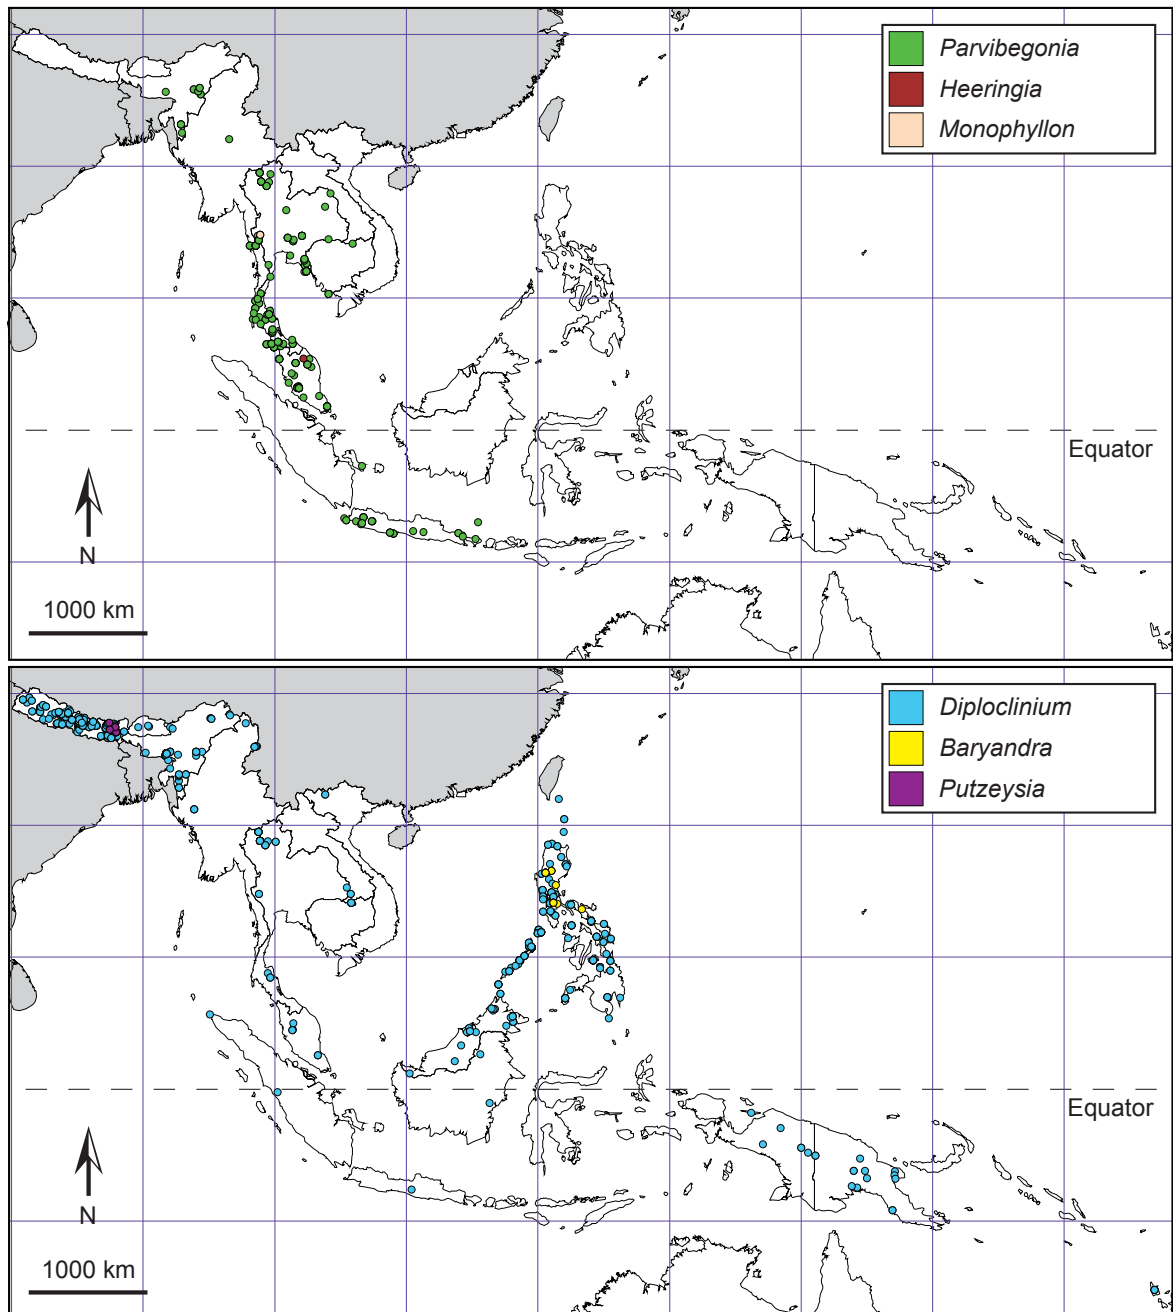 Parvibegonia
Heeringia
Monophyllon
Equator
N
1000 km
Diploclinium
Baryandra
Putzeysia
Equator
N
1000 km